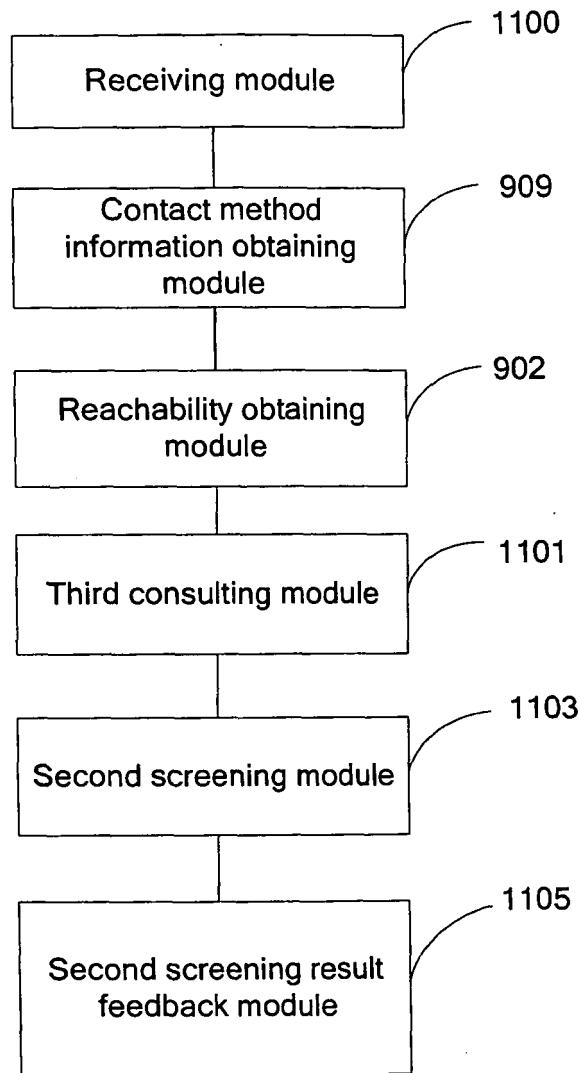 1100
Receiving module
909
Contact method
information obtaining
module
902
Reachability obtaining
module
1101
Third consulting module
1103
Second screening module
1105
Second screening result
feedback module